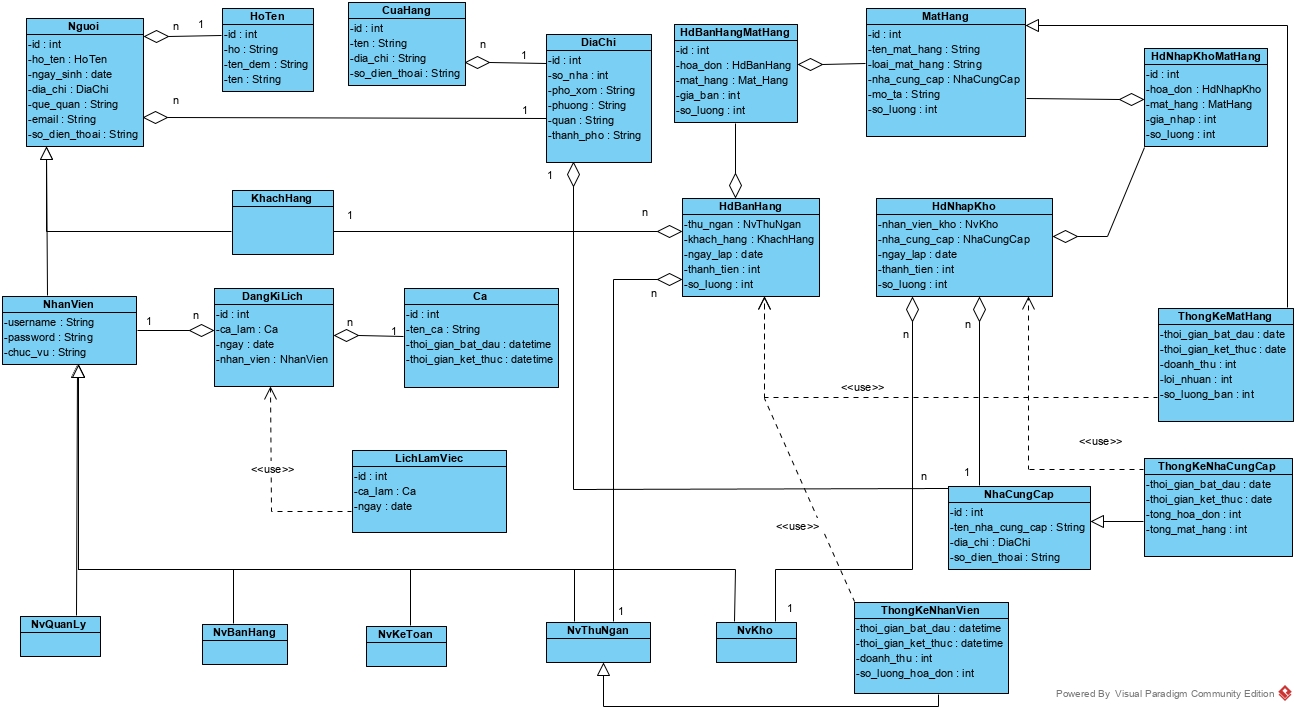 Nguoi
-id : int
-ho_ten : HoTen
-ngay_sinh : date
-dia_chi : DiaChi
-que_quan : String
-email : String
-so_dien_thoai : String
n
1
HoTen
-id : int
-ho : String
-ten_dem : String
-ten : String
n
1
CuaHang
-id : int
-ten : String
-dia_chi : String
-so_dien_thoai : String
n
1
DiaChi
-id : int
-so_nha : int
-pho_xom : String
-phuong : String
-quan : String
-thanh_pho : String
1
HdBanHangMatHang
-id : int
-hoa_don : HdBanHang
-mat_hang : Mat_Hang
-gia_ban : int
-so_luong : int
MatHang
-id : int
-ten_mat_hang : String
-loai_mat_hang : String
-nha_cung_cap : NhaCungCap
-mo_ta : String
-so_luong : int
HdNhapKhoMatHang
-id : int
-hoa_don : HdNhapKho
-mat_hang : MatHang
-gia_nhap : int
-so_luong : int
KhachHang
1
n
HdBanHang
-thu_ngan : NvThuNgan
-khach_hang : KhachHang
-ngay_lap : date
-thanh_tien : int
-so_luong : int
n
HdNhapKho
-nhan_vien_kho : NvKho
-nha_cung_cap : NhaCungCap
-ngay_lap : date
-thanh_tien : int
-so_luong : int
n
n
NhanVien
-username : String
-password : String
-chuc_vu : String
1
n
DangKiLich
-id : int
-ca_lam : Ca
-ngay : date
-nhan_vien : NhanVien
n
1
Ca
-id : int
-ten_ca : String
-thoi_gian_bat_dau : datetime
-thoi_gian_ket_thuc : datetime
ThongKeMatHang
-thoi_gian_bat_dau : date
-thoi_gian_ket_thuc : date
-doanh_thu : int
-loi_nhuan : int
-so_luong_ban : int
<<use>>
<<use>>
<<use>>
LichLamViec
-id : int
-ca_lam : Ca
-ngay : date
n
1
NhaCungCap
-id : int
-ten_nha_cung_cap : String
-dia_chi : DiaChi
-so_dien_thoai : String
ThongKeNhaCungCap
-thoi_gian_bat_dau : date
-thoi_gian_ket_thuc : date
-tong_hoa_don : int
-tong_mat_hang : int
<<use>>
NvQuanLy
NvBanHang
NvKeToan
1
NvThuNgan
1
NvKho
ThongKeNhanVien
-thoi_gian_bat_dau : datetime
-thoi_gian_ket_thuc : datetime
-doanh_thu : int
-so_luong_hoa_don : int
Powered By Visual Paradigm Community Edition